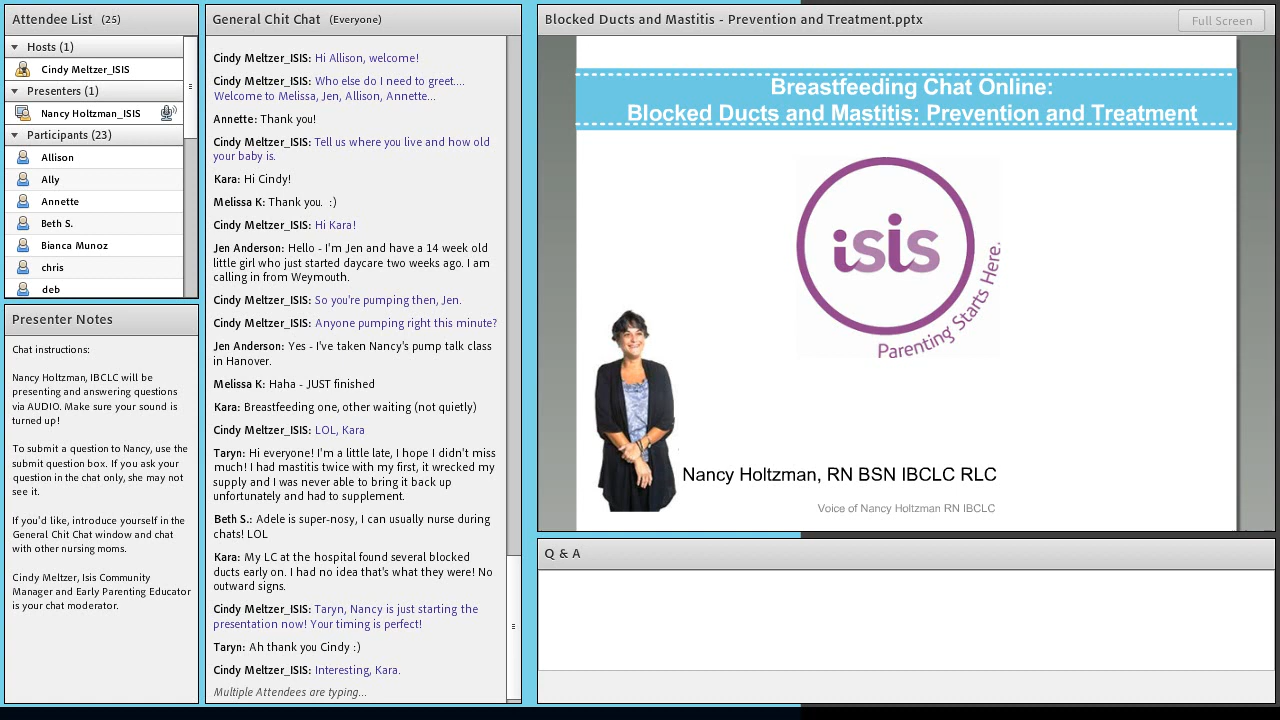 Attendee List (25)
Hosts (1)
Cindy Meltzer_ISIS
Presenters (1)
Nancy Holtzman_ISIS
Participants (23)
Allison
Ally
Annette
Beth S.
Bianca Munoz
chris
deb
Presenter Notes
Chat instructions:
Nancy Holtzman, IBCLC will be
presenting and answering questions
via AUDIO. Make sure your sound is
turned up!
To submit a question to Nancy, use the
submit question box. If you ask your
question in the chat only, she may not
see it.
If you'd like, introduce yourself in the
General Chit Chat window and chat
with other nursing moms.
Cindy Meltzer, Isis Community
Manager and Early Parenting Educator
is your chat moderator.
General Chit Chat (Everyone)
Cindy Meltzer_ISIS: Hi Allison, welcome!
Cindy Meltzer_ISIS: Who else do I need to greet....
Welcome to Melissa, Jen, Allison, Annette...
Annette: Thank you!
Cindy Meltzer_ISIS: Tell us where you live and how old
your baby is.
Kara: Hi Cindy!
Melissa K: Thank you. :)
Cindy Meltzer_ISIS: Hi Kara!
Jen Anderson: Hello - I'm Jen and have a 14 week old
little girl who just started daycare two weeks ago. I am
calling in from Weymouth.
Cindy Meltzer_ISIS: So you're pumping then, Jen.
Cindy Meltzer_ISIS: Anyone pumping right this minute?
Jen Anderson: Yes - I've taken Nancy's pump talk class
in Hanover.
Melissa K: Haha - JUST finished
Kara: Breastfeeding one, other waiting (not quietly)
Cindy Meltzer_ISIS: LOL, Kara
Taryn: Hi everyone! I'm a little late, I hope I didn't miss
much! I had mastitis twice with my first, it wrecked my
supply and I was never able to bring it back up
unfortunately and had to supplement.
Beth S.: Adele is super-nosy, I can usually nurse during
chats! LOL
Kara: My LC at the hospital found several blocked
ducts early on. I had no idea that's what they were! No
outward signs.
Cindy Meltzer_ISIS: Taryn, Nancy is just starting the
presentation now! Your timing is perfect!
Taryn: Ah thank you Cindy :)
Cindy Meltzer_ISIS: Interesting, Kara.
Multiple Attendees are typing...
Blocked Ducts and Mastitis - Prevention and Treatment.pptx
Full Screen
Breastfeeding Chat Online:
Blocked Ducts and Mastitis: Prevention and Treatment
isis
Parenting Starts Here.
Nancy Holtzman, RN BSN IBCLC RLC
Voice of Nancy Holtzman RN IBCLC
Q & A